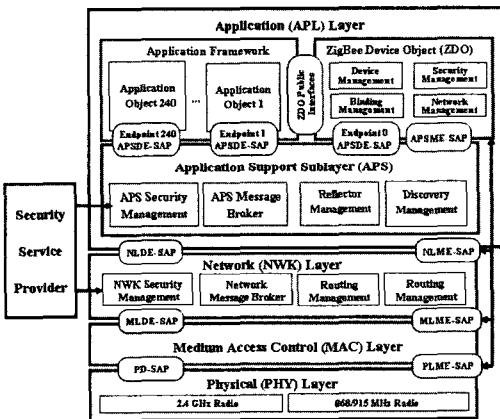 Application (APL) Layer
Application Framework
ZigBee Device Object (ZDO)
Application
Object 240
...
Application
Object 1
ZDO Public
Interfaces
Device
Management
Security
Management
Binding
Management
Network
Management
Endpoint 240
APSDE-SAP
Endpoint 1
APSDE-SAP
Endpoint 0
APSDE-SAP
APSME-SAP
Application Support Sublayer (APS)
APS Security
Management
APS Message
Broker
Reflector
Management
Discovery
Management
Security
Service
Provider
NLDE-SAP
NLME-SAP
Network (NWK) Layer
NWK Security
Management
Network
Message Broker
Routing
Management
Routing
Management
MLDE-SAP
MLME-SAP
Medium Access Control (MAC) Layer
PD-SAP
PLME-SAP
Physical (PHY) Layer
2.4 GHz Radio
868/915 MHz Radio